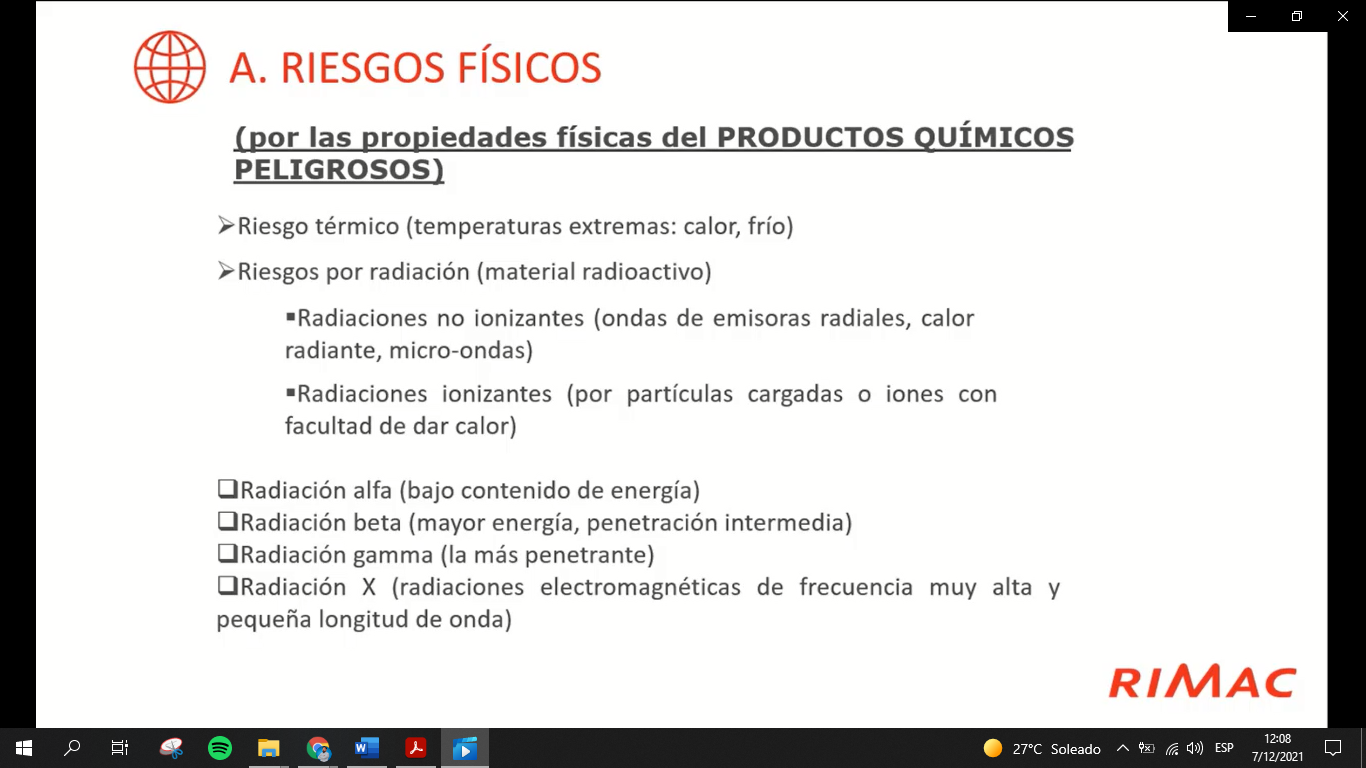 A. RIESGOS FÍSICOS
(por las propiedades físicas del PRODUCTOS QUÍMICOS
PELIGROSOS)
➢Riesgo térmico (temperaturas extremas: calor, frío)
➢Riesgos por radiación (material radioactivo)
▪Radiaciones no ionizantes (ondas de emisoras radiales, calor
radiante, micro-ondas)
▪Radiaciones ionizantes (por partículas cargadas o iones con
facultad de dar calor)
❑Radiación alfa (bajo contenido de energía)
❑Radiación beta (mayor energía, penetración intermedia)
❑Radiación gamma (la más penetrante)
❑Radiación X (radiaciones electromagnéticas de frecuencia muy alta y
pequeña longitud de onda)
RIMAC
27°C Soleado
ESP
12:08
7/12/2021